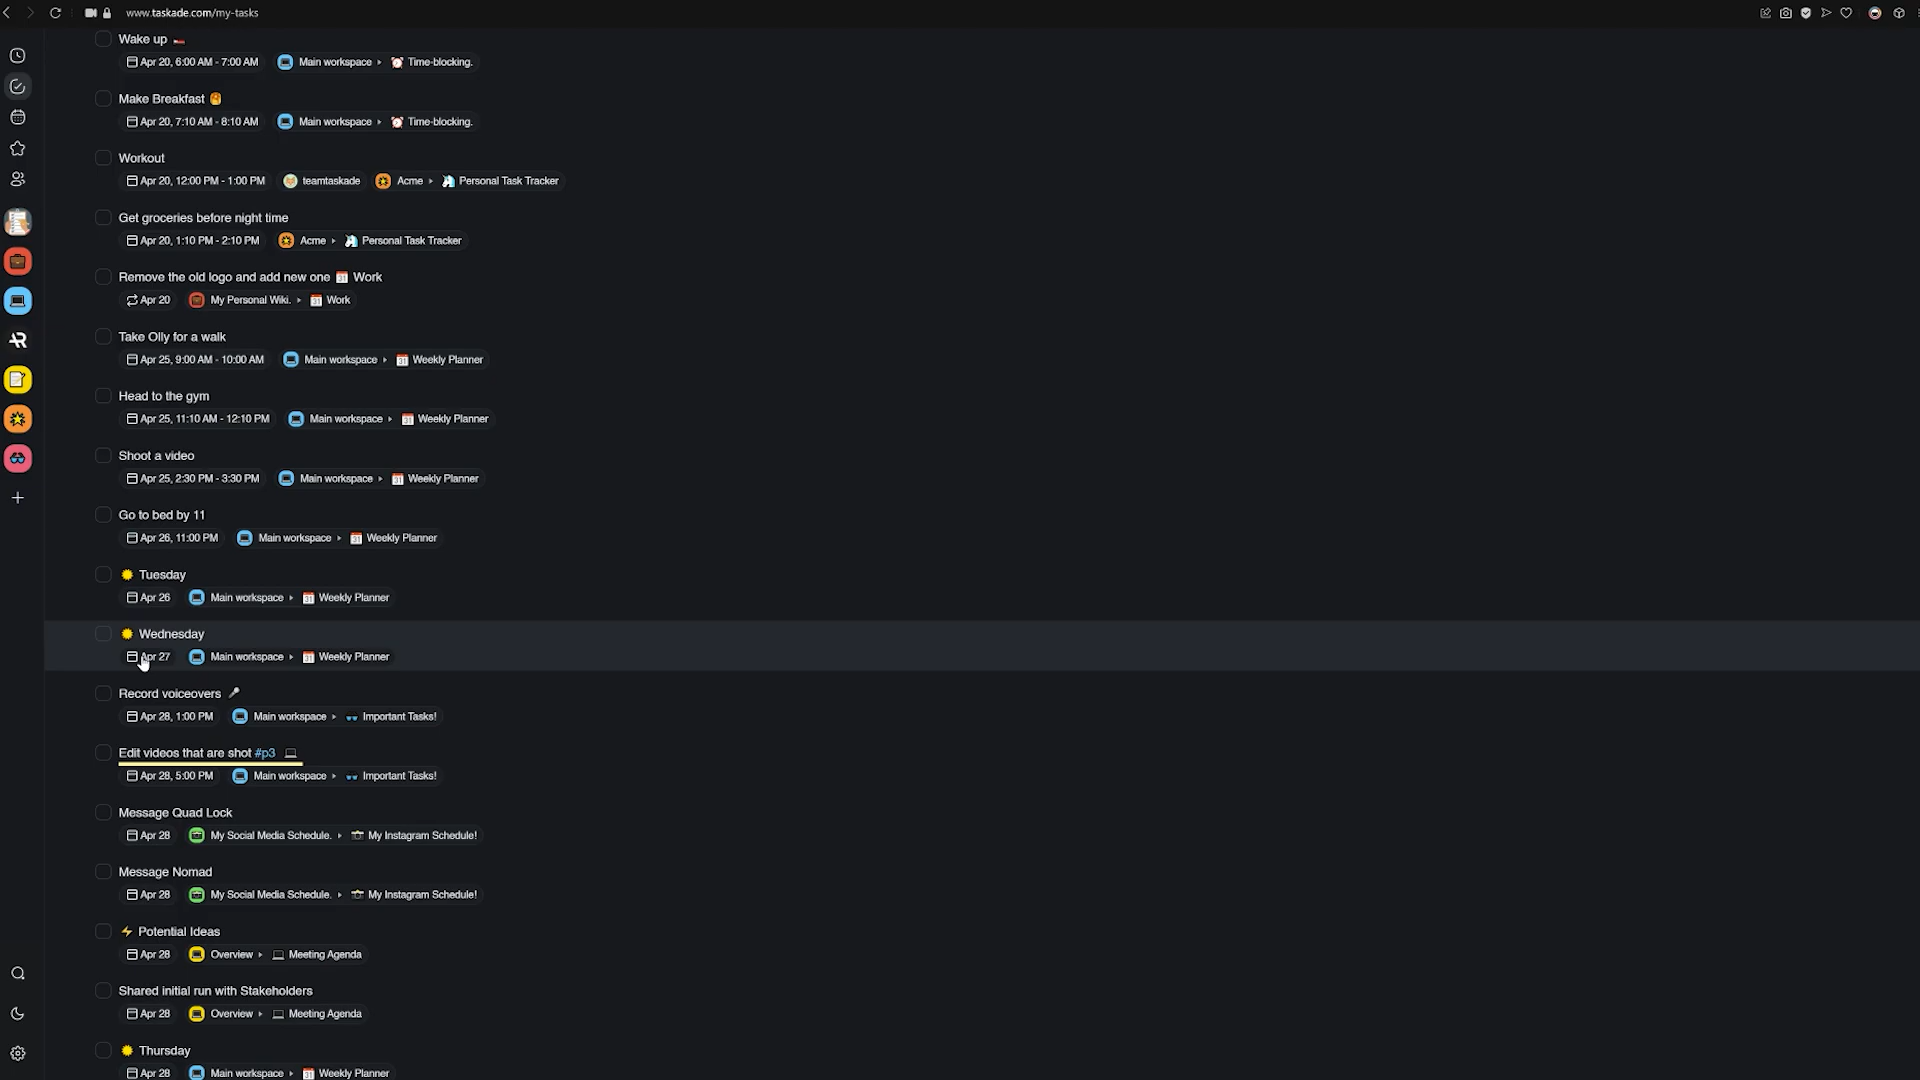 www.taskade.com/my-tasks
Wake up
Apr 20, 6:00 AM - 7:00 AM Main workspace Time-blocking.
Make Breakfast
Apr 20, 7:10 AM - 8:10 AM Main workspace Time-blocking.
Workout
Apr 20, 12:00 PM - 1:00 PM teamtaskade Acme Personal Task Tracker
Get groceries before night time
Apr 20, 1:10 PM - 2:10 PM Acme Personal Task Tracker
Remove the old logo and add new one Work
Apr 20 My Personal Wiki. Work
Take Olly for a walk
Apr 25, 9:00 AM - 10:00 AM Main workspace Weekly Planner
Head to the gym
Apr 25, 11:10 AM - 12:10 PM Main workspace Weekly Planner
Shoot a video
Apr 25, 2:30 PM - 3:30 PM Main workspace Weekly Planner
Go to bed by 11
Apr 26, 11:00 PM Main workspace Weekly Planner
Tuesday
Apr 26 Main workspace Weekly Planner
Wednesday
Apr 27 Main workspace Weekly Planner
Record voiceovers
Apr 28, 1:00 PM Main workspace Important Tasks!
Edit videos that are shot #p3
Apr 28, 5:00 PM Main workspace Important Tasks!
Message Quad Lock
Apr 28 My Social Media Schedule. My Instagram Schedule!
Message Nomad
Apr 28 My Social Media Schedule. My Instagram Schedule!
Potential Ideas
Apr 28 Overview Meeting Agenda
Shared initial run with Stakeholders
Apr 28 Overview Meeting Agenda
Thursday
Apr 28 Main workspace Weekly Planner